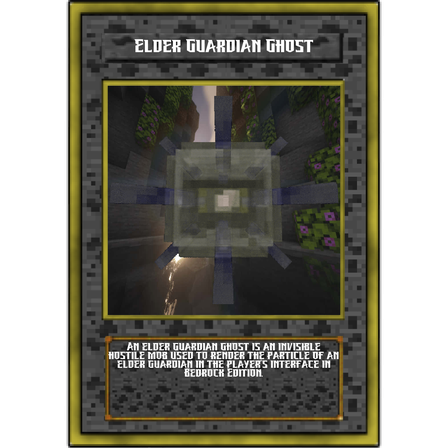 Elder Guardian Ghost
An Elder Guardian Ghost is an invisible
hostile mob used to render the particle of an
Elder Guardian in the player's interface in
Bedrock Edition.